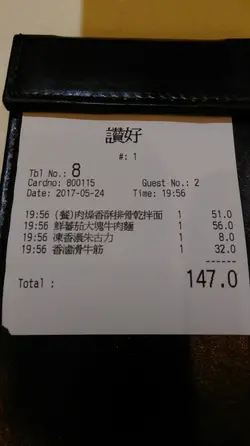 讚好
#: 1
Tbl No.: 8
Cardno: 800115 Guest No.: 2
Date: 2017-05-24 Time: 19:56
19:56 (餐)肉燥香酥排骨乾拌面 1 51.0
19:56 鮮蕃茄大塊牛肉麵 1 56.0
19:56 凍香濃朱古力 1 8.0
19:56 香滷滑牛筋 1 32.0
------
Total : 147.0